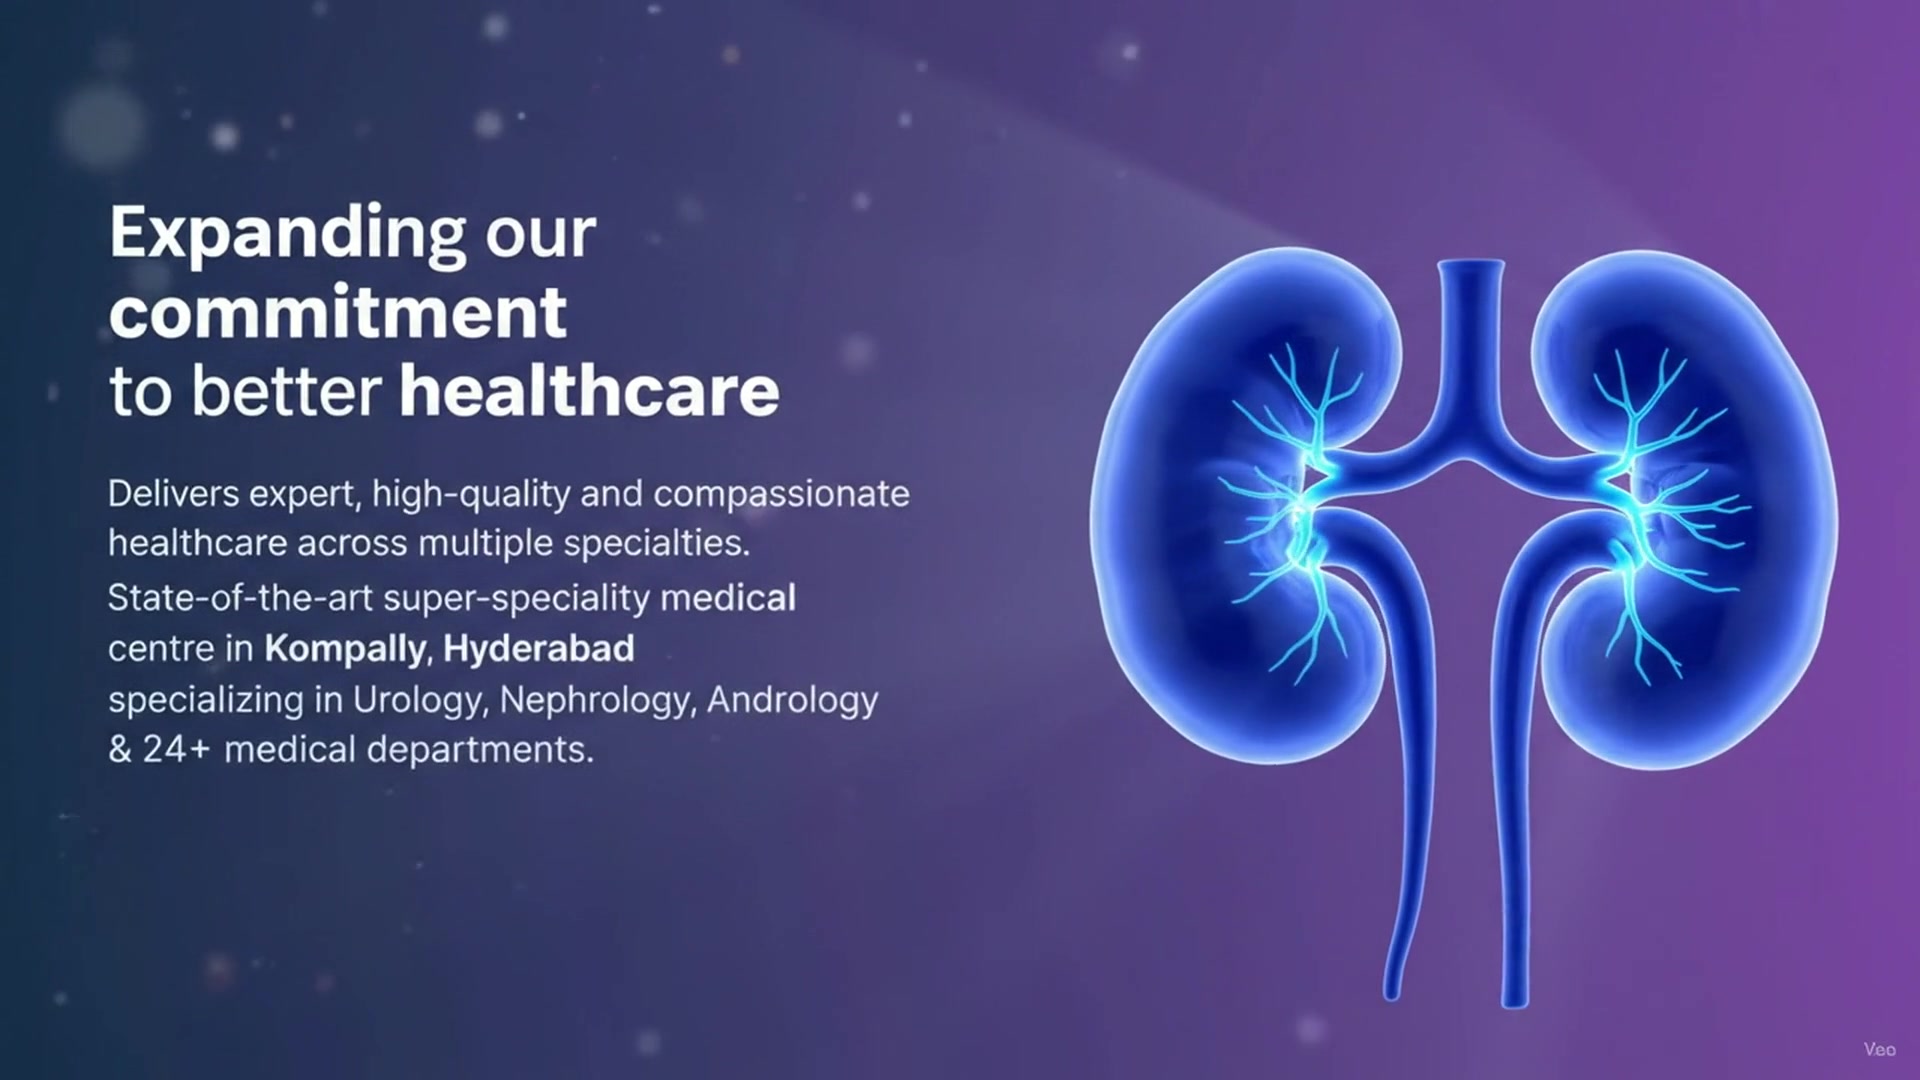 Expanding our
commitment
to better healthcare
Delivers expert, high-quality and compassionate
healthcare across multiple specialties.
State-of-the-art super-speciality medical
centre in Kompally, Hyderabad
specializing in Urology, Nephrology, Andrology
& 24+ medical departments.
Veo